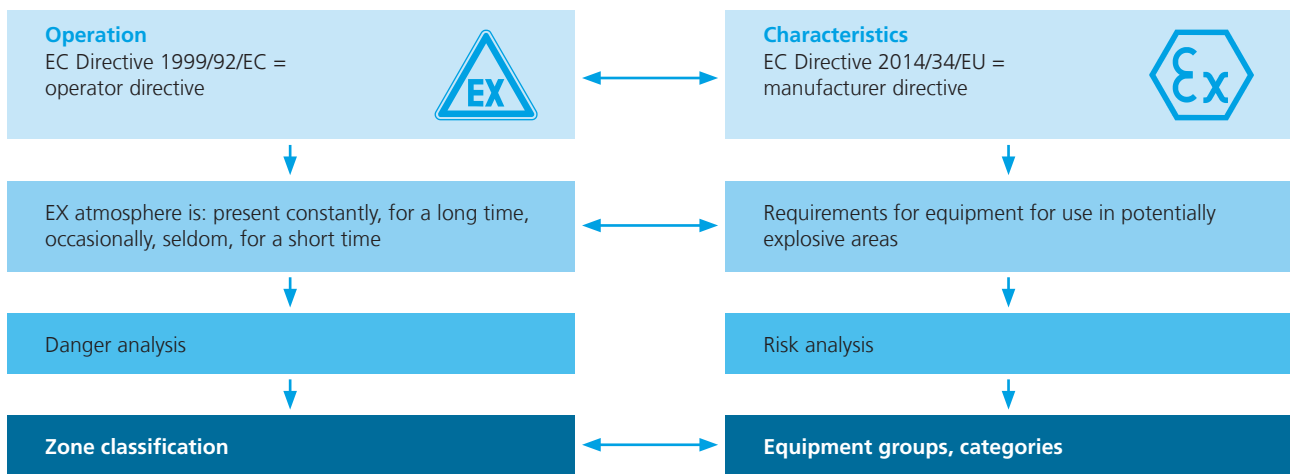 Operation
EC Directive 1999/92/EC =
operator directive
EX
Characteristics
EC Directive 2014/34/EU =
manufacturer directive
Ex
EX atmosphere is: present constantly, for a long time,
occasionally, seldom, for a short time
Requirements for equipment for use in potentially
explosive areas
Danger analysis
Risk analysis
Zone classification
Equipment groups, categories